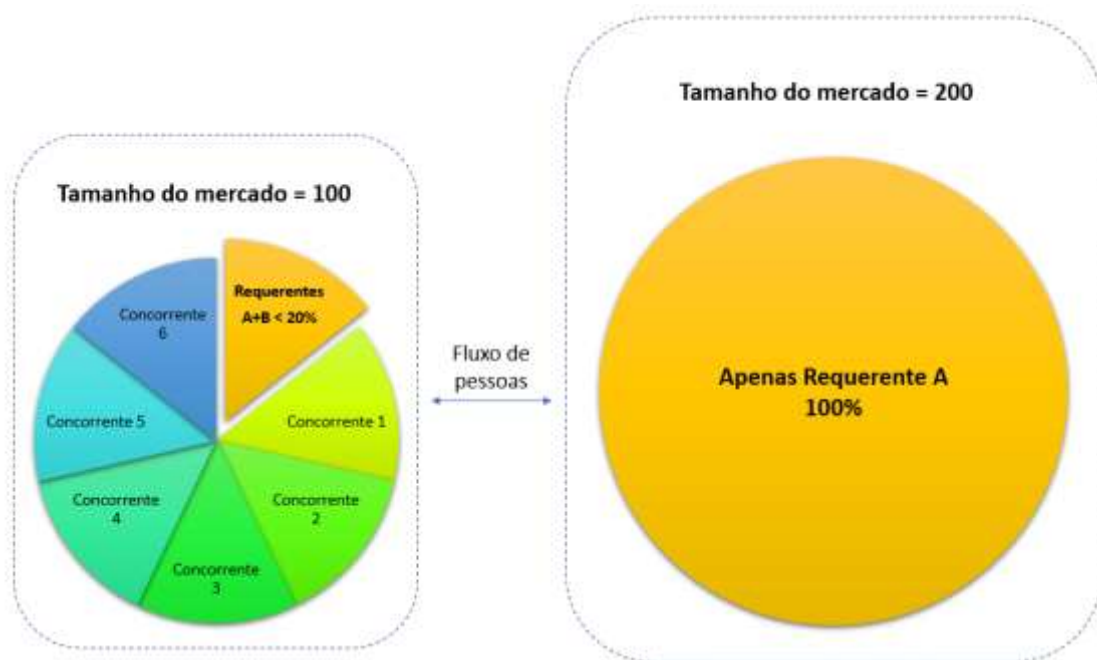 Tamanho do mercado = 200
Tamanho do mercado = 100
Requerentes
A+B < 20%
Concorrente
6
Concorrente 5
Concorrente 1
Concorrente
4
Concorrente
2
Concorrente
3
Fluxo de
pessoas
Apenas Requerente A
100%